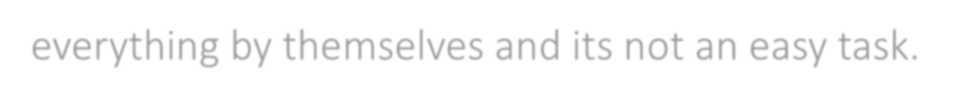 everything by themselves and its not an easy task.